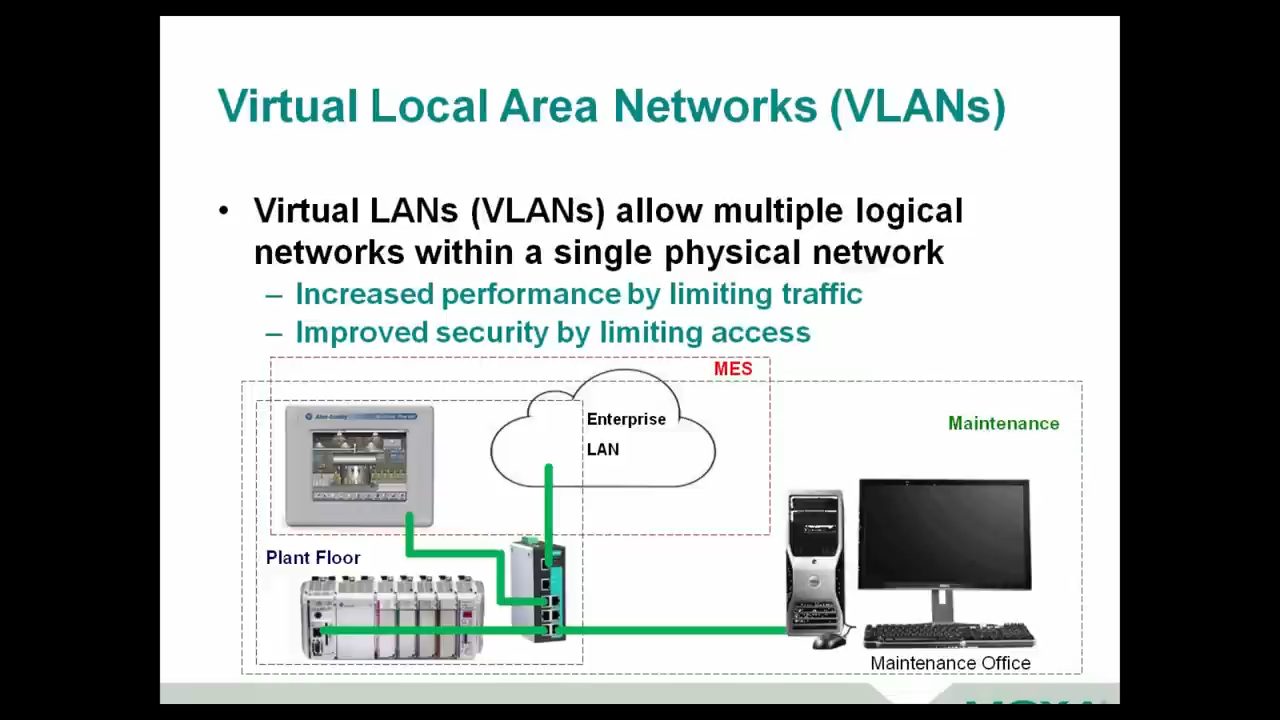 Virtual Local Area Networks (VLANs)
• Virtual LANs (VLANs) allow multiple logical
networks within a single physical network
– Increased performance by limiting traffic
– Improved security by limiting access
MES
Enterprise
LAN
Maintenance
Plant Floor
Maintenance Office